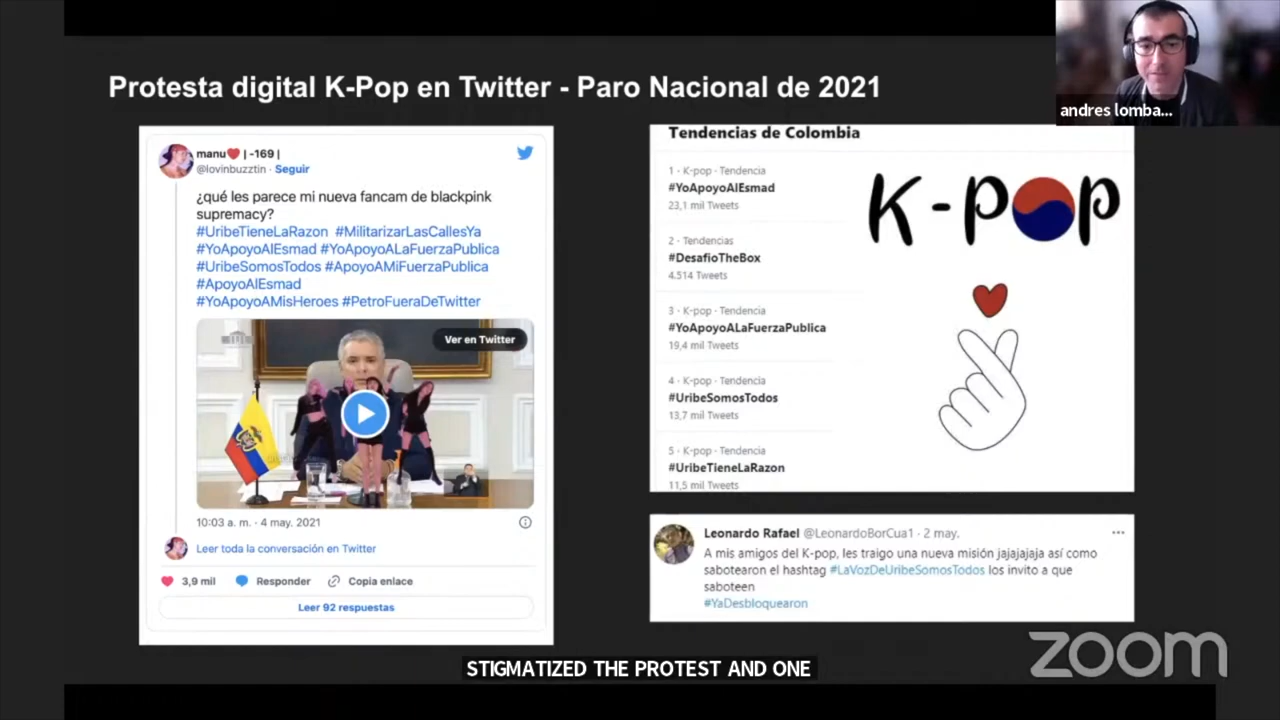 Protesta digital K-Pop en Twitter - Paro Nacional de 2021
andres lomba...
manu❤️ | -169 |
@lovinbuzztin · Seguir
¿qué les parece mi nueva fancam de blackpink
supremacy?
#UribeTieneLaRazon #MilitarizarLasCallesYa
#YoApoyoAlEsmad #YoApoyoALaFuerzaPublica
#UribeSomosTodos #ApoyoAMiFuerzaPublica
#ApoyoAlEsmad
#YoApoyoAMisHeroes #PetroFueraDeTwitter
Ver en Twitter
10:03 a. m. · 4 may. 2021
Leer toda la conversación en Twitter
3,9 mil Responder Copia enlace
Leer 92 respuestas
Tendencias de Colombia
1 · K-pop · Tendencia
#YoApoyoAlEsmad
23,1 mil Tweets
2 · Tendencias
#DesafioTheBox
4.514 Tweets
3 · K-pop · Tendencia
#YoApoyoALaFuerzaPublica
19,4 mil Tweets
4 · K-pop · Tendencia
#UribeSomosTodos
13,7 mil Tweets
5 · K-pop · Tendencia
#UribeTieneLaRazon
11,5 mil Tweets
K-POP
Leonardo Rafael @LeonardoBorCua1 · 2 may.
A mis amigos del K-pop, les traigo una nueva misión jajajajaja así como
sabotearon el hashtag #LaVozDeUribeSomosTodos los invito a que
saboteen
#YaDesbloquearon
STIGMATIZED THE PROTEST AND ONE
zoom